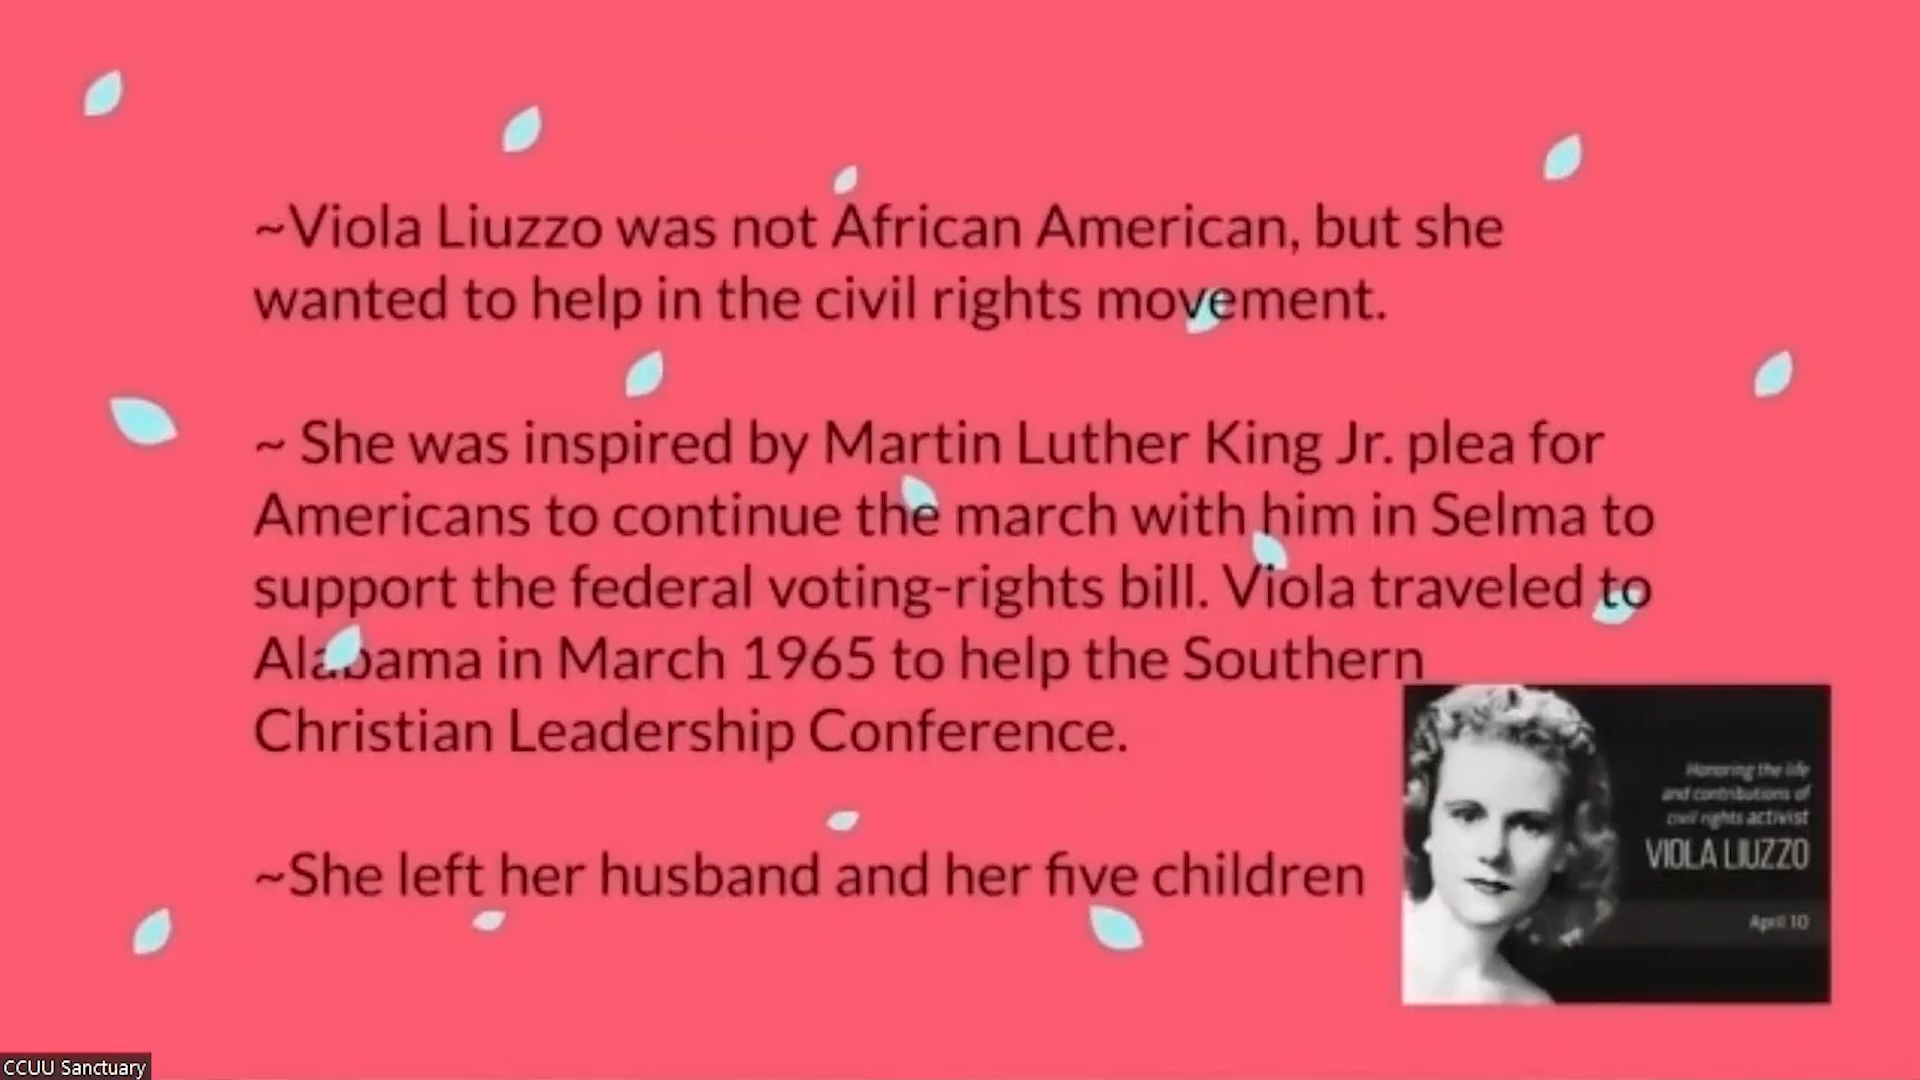 ~Viola Liuzzo was not African American, but she
wanted to help in the civil rights movement.
~ She was inspired by Martin Luther King Jr. plea for
Americans to continue the march with him in Selma to
support the federal voting-rights bill. Viola traveled to
Alabama in March 1965 to help the Southern
Christian Leadership Conference.
~She left her husband and her five children
Honoring the life
and contributions of
civil rights activist
VIOLA LIUZZO
April 10
CCUU Sanctuary